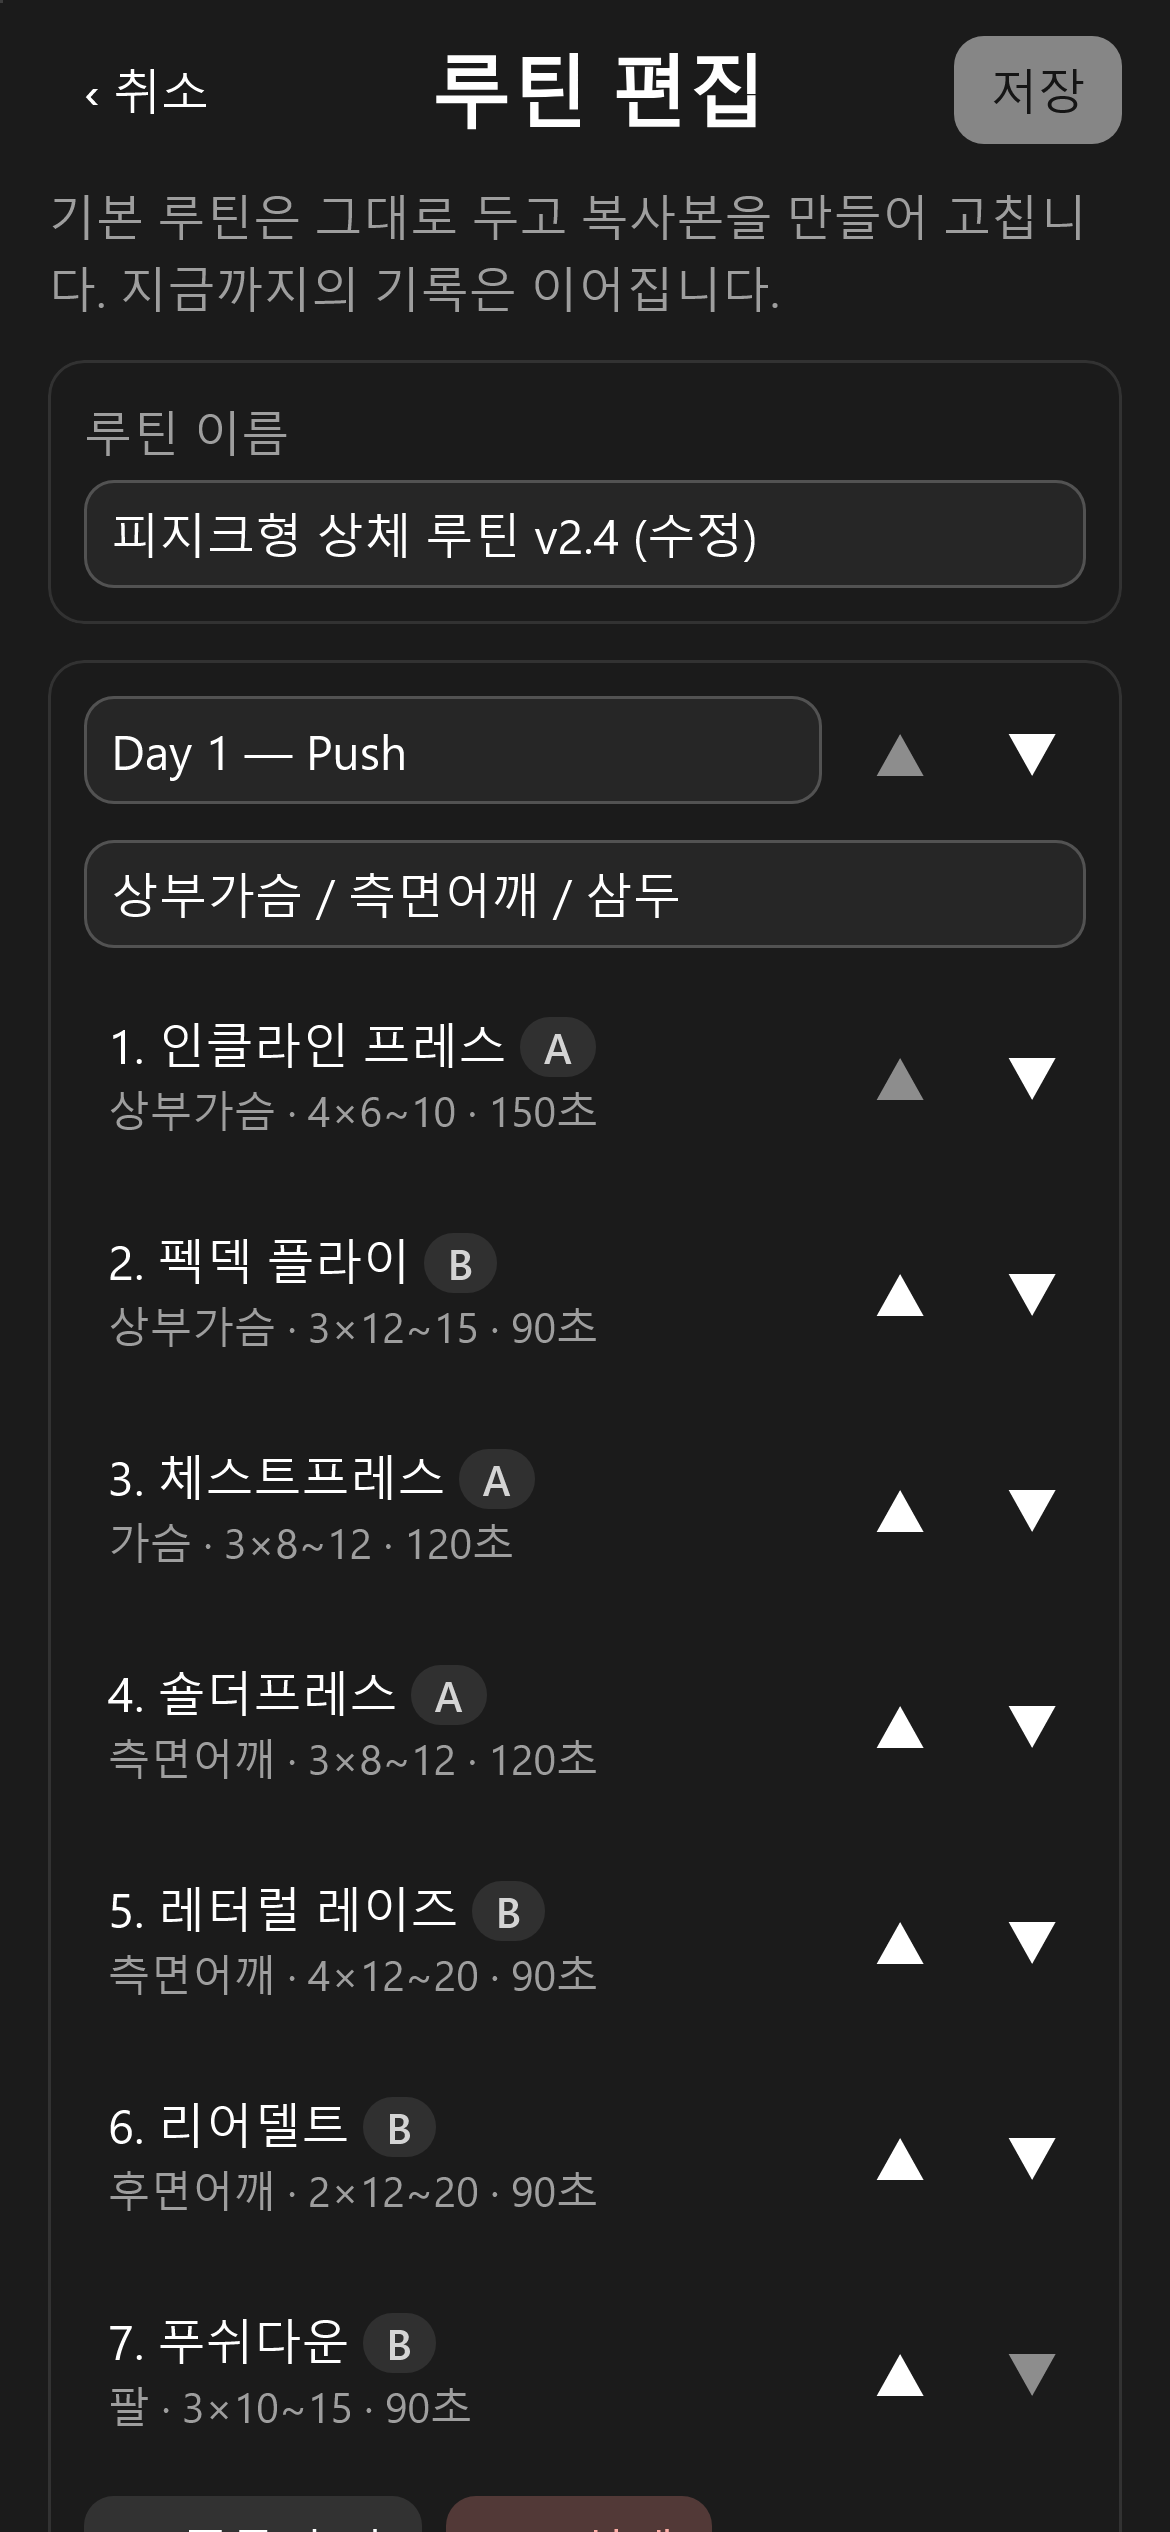 ‹ 취소
루틴 편집
저장
기본 루틴은 그대로 두고 복사본을 만들어 고칩니
다. 지금까지의 기록은 이어집니다.
루틴 이름
피지크형 상체 루틴 v2.4 (수정)
Day 1 — Push
▲ ▼
상부가슴 / 측면어깨 / 삼두
1. 인클라인 프레스 A
상부가슴 · 4×6~10 · 150초
▲ ▼
2. 펙덱 플라이 B
상부가슴 · 3×12~15 · 90초
▲ ▼
3. 체스트프레스 A
가슴 · 3×8~12 · 120초
▲ ▼
4. 숄더프레스 A
측면어깨 · 3×8~12 · 120초
▲ ▼
5. 레터럴 레이즈 B
측면어깨 · 4×12~20 · 90초
▲ ▼
6. 리어델트 B
후면어깨 · 2×12~20 · 90초
▲ ▼
7. 푸쉬다운 B
팔 · 3×10~15 · 90초
▲ ▼